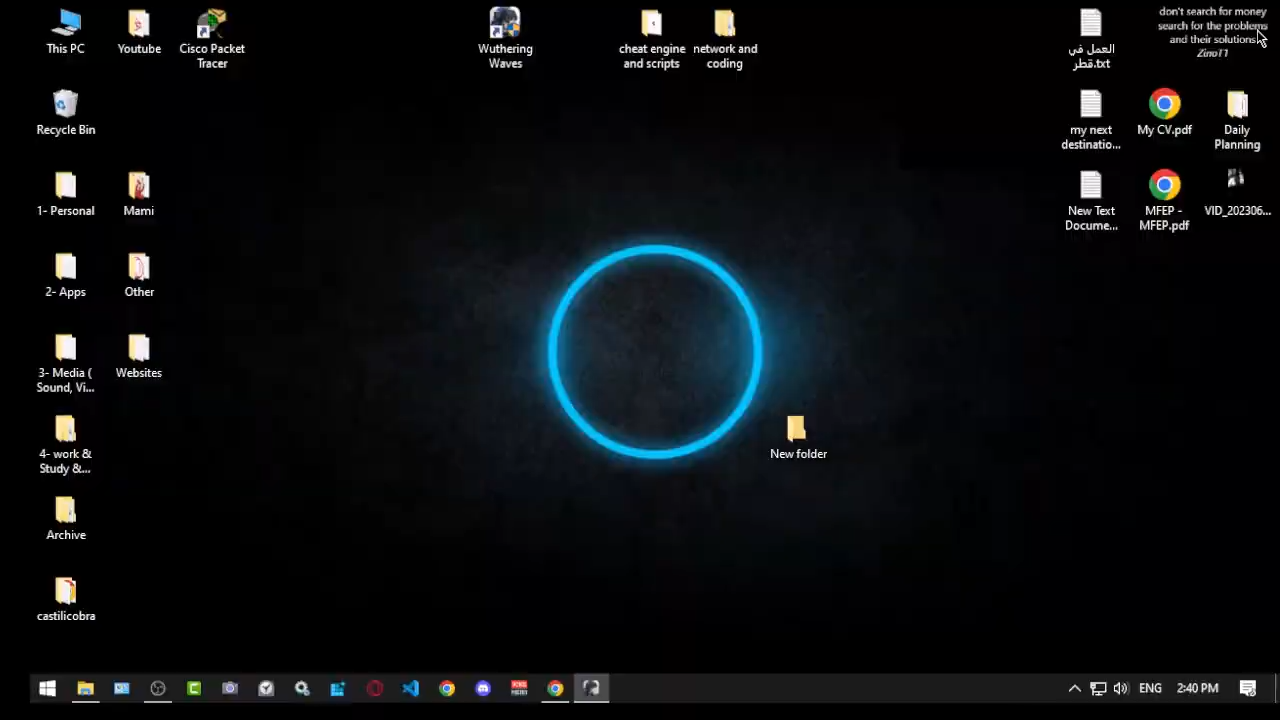 This PC
Youtube
Cisco Packet
Tracer
Wuthering
Waves
cheat engine
and scripts
network and
coding
العمل في
قطر.txt
don't search for money
search for the problems
and their solutions
ZinoT1
Recycle Bin
my next
destinatio...
My CV.pdf
Daily
Planning
1- Personal
Mami
New Text
Docume...
MFEP -
MFEP.pdf
VID_202306...
2- Apps
Other
3- Media (
Sound, Vi...
Websites
4- work &
Study &...
New folder
Archive
castilicobra
ENG
2:40 PM